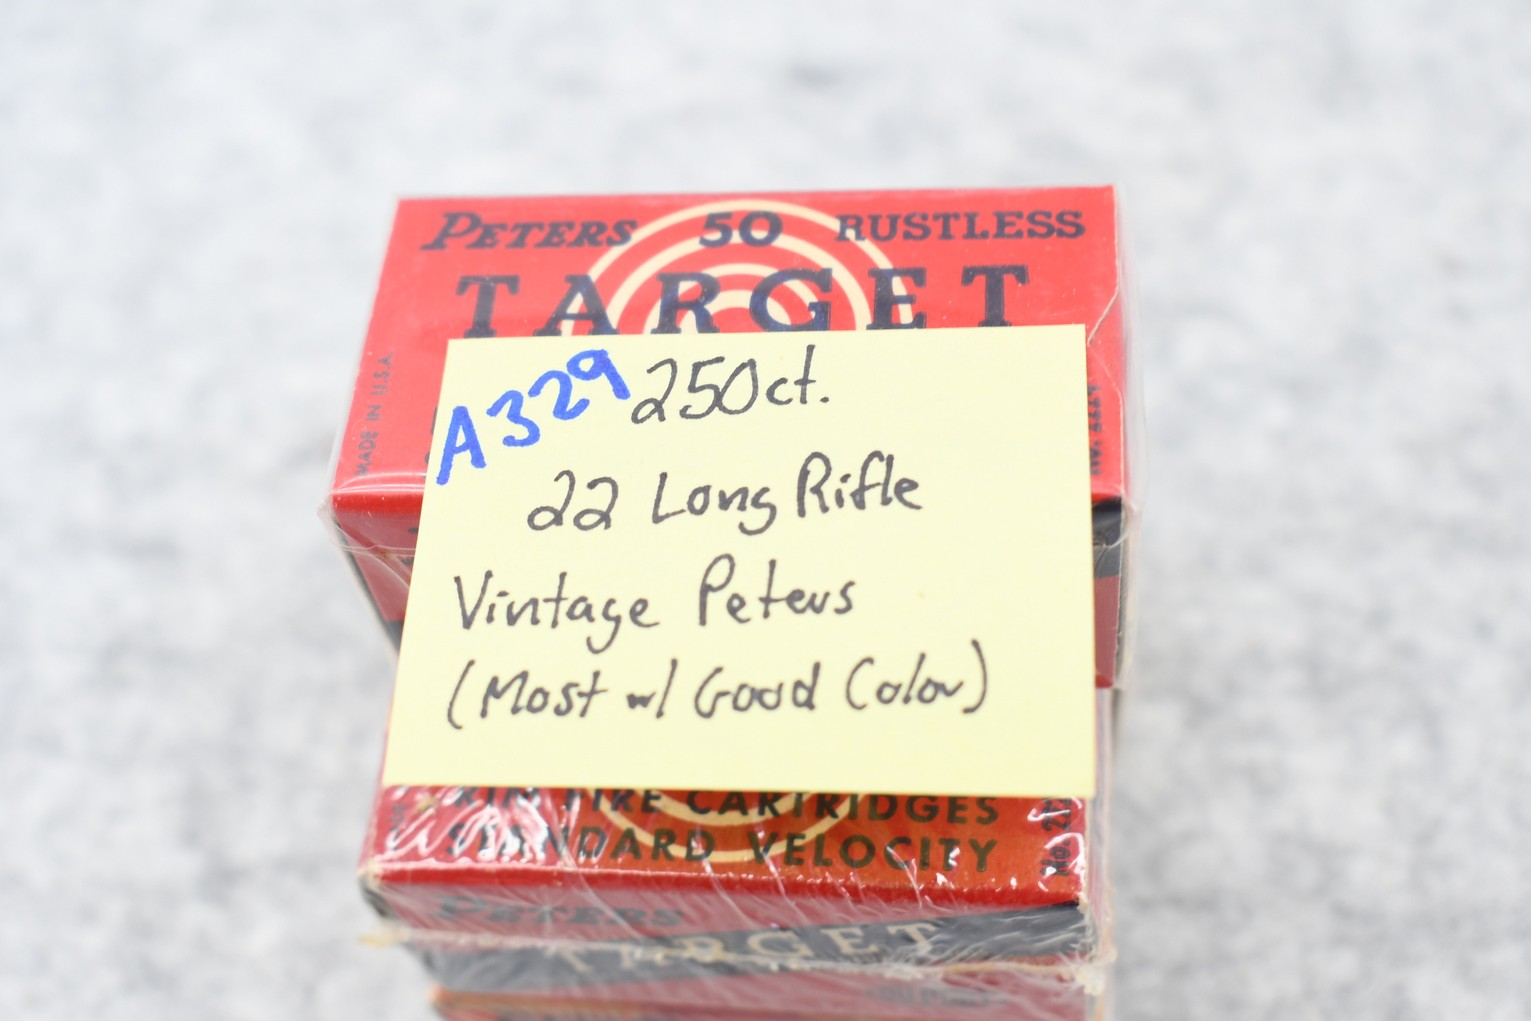 PETERS 50 RUSTLESS
TARGET
MADE IN U.S.A.
A329 250ct.
22 Long Rifle
Vintage Peters
(Most w/ Good Color)
RIM FIRE CARTRIDGES
STANDARD VELOCITY
PETERS
TARGET